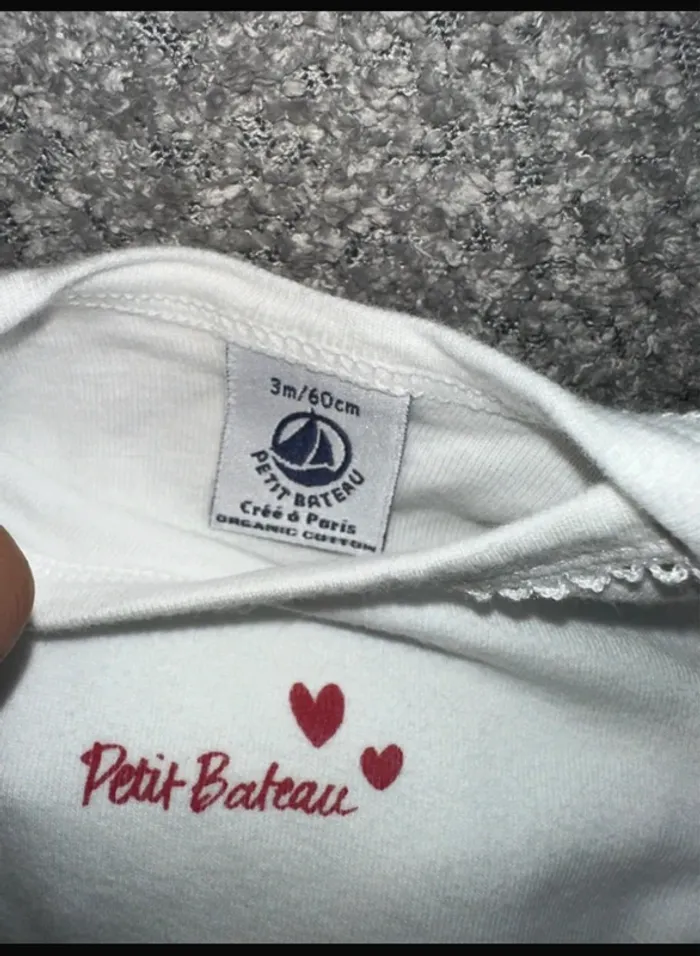 3m/60cm
PETIT BATEAU
Créé à Paris
ORGANIC COTTON
Petit Bateau